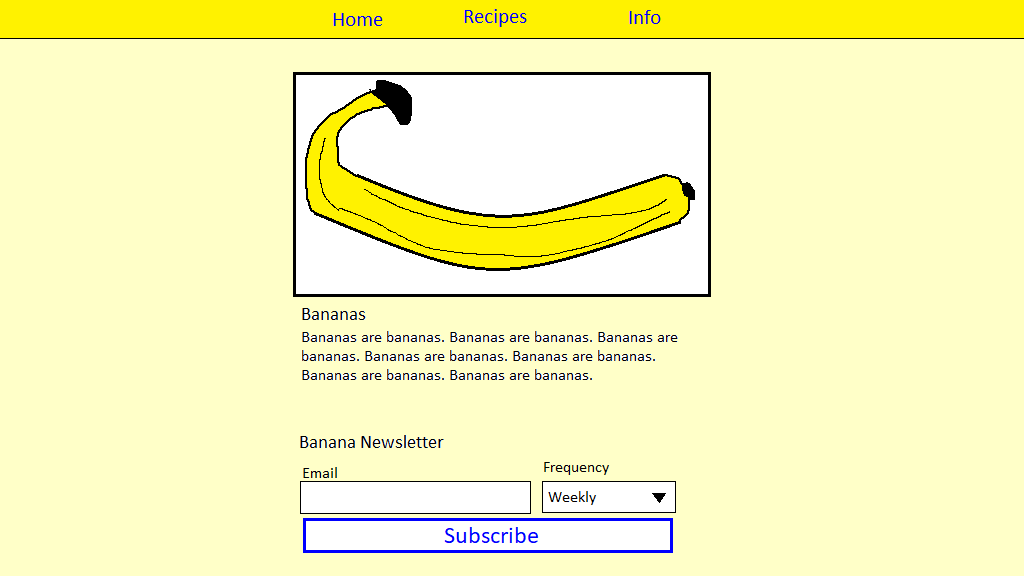 Home Recipes Info
Bananas
Bananas are bananas. Bananas are bananas. Bananas are
bananas. Bananas are bananas. Bananas are bananas.
Bananas are bananas. Bananas are bananas.
Banana Newsletter
Email Frequency
Weekly
Subscribe